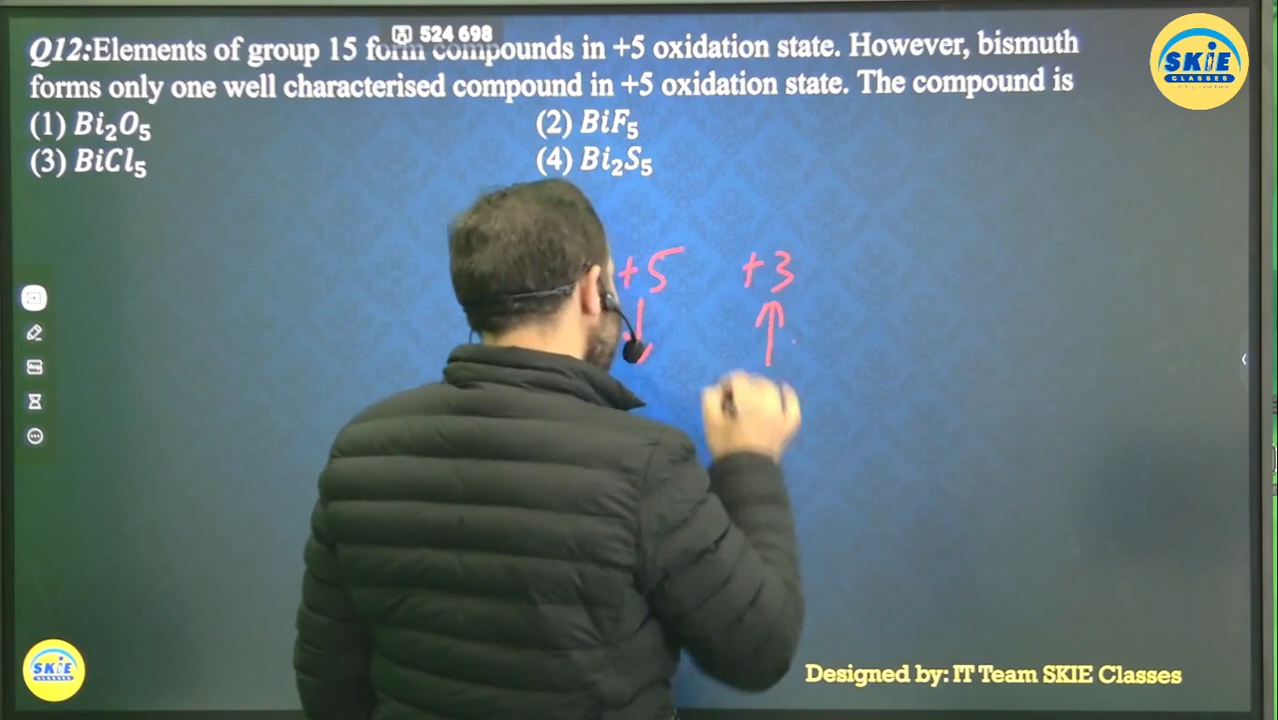 524 698
Q12:Elements of group 15 form compounds in +5 oxidation state. However, bismuth
forms only one well characterised compound in +5 oxidation state. The compound is
(1) Bi₂O₅ (2) BiF₅
(3) BiCl₅ (4) Bi₂S₅
SKIE
CLASSES
+5 +3
SKIE
CLASSES
Designed by: IT Team SKIE Classes